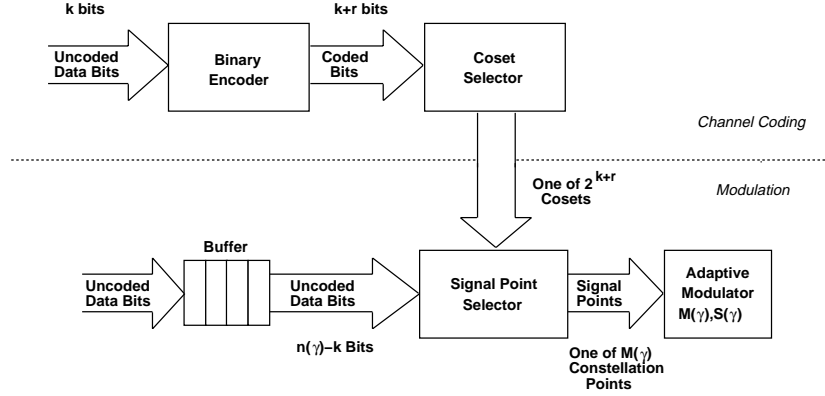 k bits
k+r bits
Uncoded
Data Bits
Binary
Encoder
Coded
Bits
Coset
Selector
Channel Coding
One of 2^{k+r}
Cosets
Modulation
Buffer
Uncoded
Data Bits
Uncoded
Data Bits
Signal Point
Selector
Signal
Points
Adaptive
Modulator
M(γ),S(γ)
n(γ)−k Bits
One of M(γ)
Constellation
Points